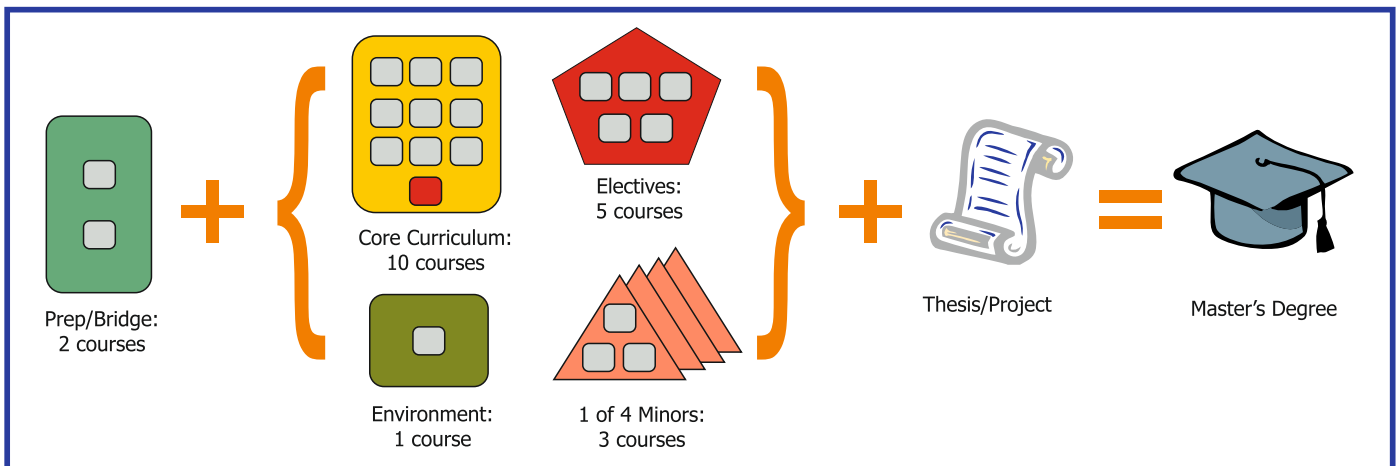 Prep/Bridge:
2 courses
Core Curriculum:
10 courses
Environment:
1 course
Electives:
5 courses
1 of 4 Minors:
3 courses
Thesis/Project
Master's Degree